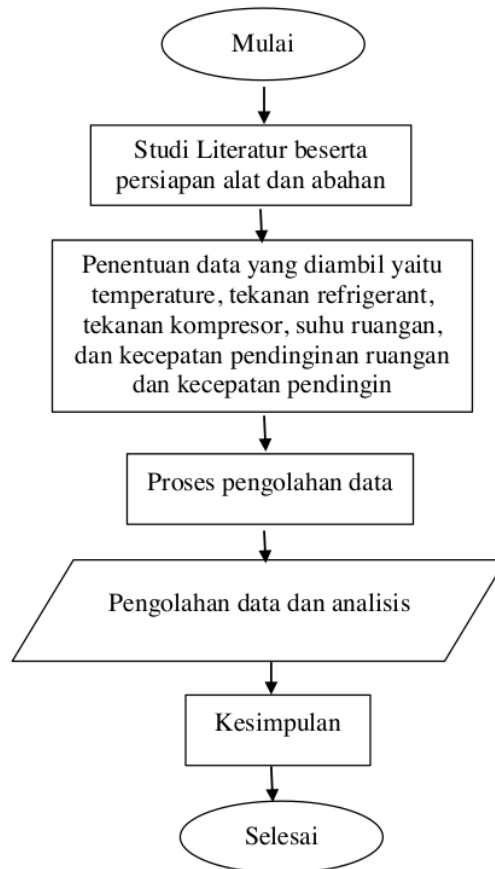 Mulai
Studi Literatur beserta
persiapan alat dan abahan
Penentuan data yang diambil yaitu
temperature, tekanan refrigerant,
tekanan kompresor, suhu ruangan,
dan kecepatan pendinginan ruangan
dan kecepatan pendingin
Proses pengolahan data
Pengolahan data dan analisis
Kesimpulan
Selesai